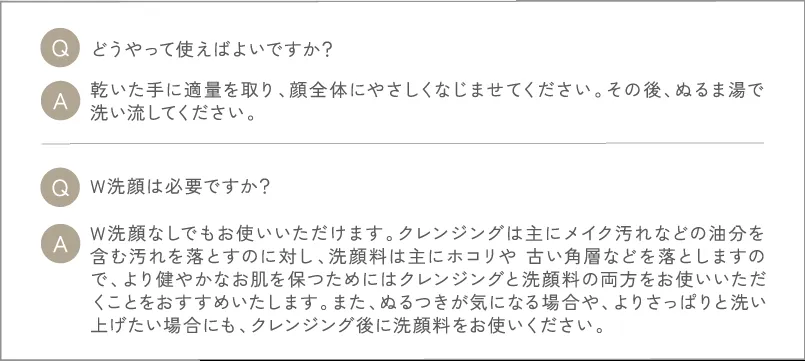 Q どうやって使えばよいですか?
A 乾いた手に適量を取り、顔全体にやさしくなじませてください。その後、ぬるま湯で
洗い流してください。
Q W洗顔は必要ですか?
A W洗顔なしでもお使いいただけます。クレンジングは主にメイク汚れなどの油分を
含む汚れを落とすのに対し、洗顔料は主にホコリや 古い角層などを落としますの
で、より健やかなお肌を保つためにはクレンジングと洗顔料の両方をお使いいただ
くことをおすすめいたします。また、ぬるつきが気になる場合や、よりさっぱりと洗い
上げたい場合にも、クレンジング後に洗顔料をお使いください。